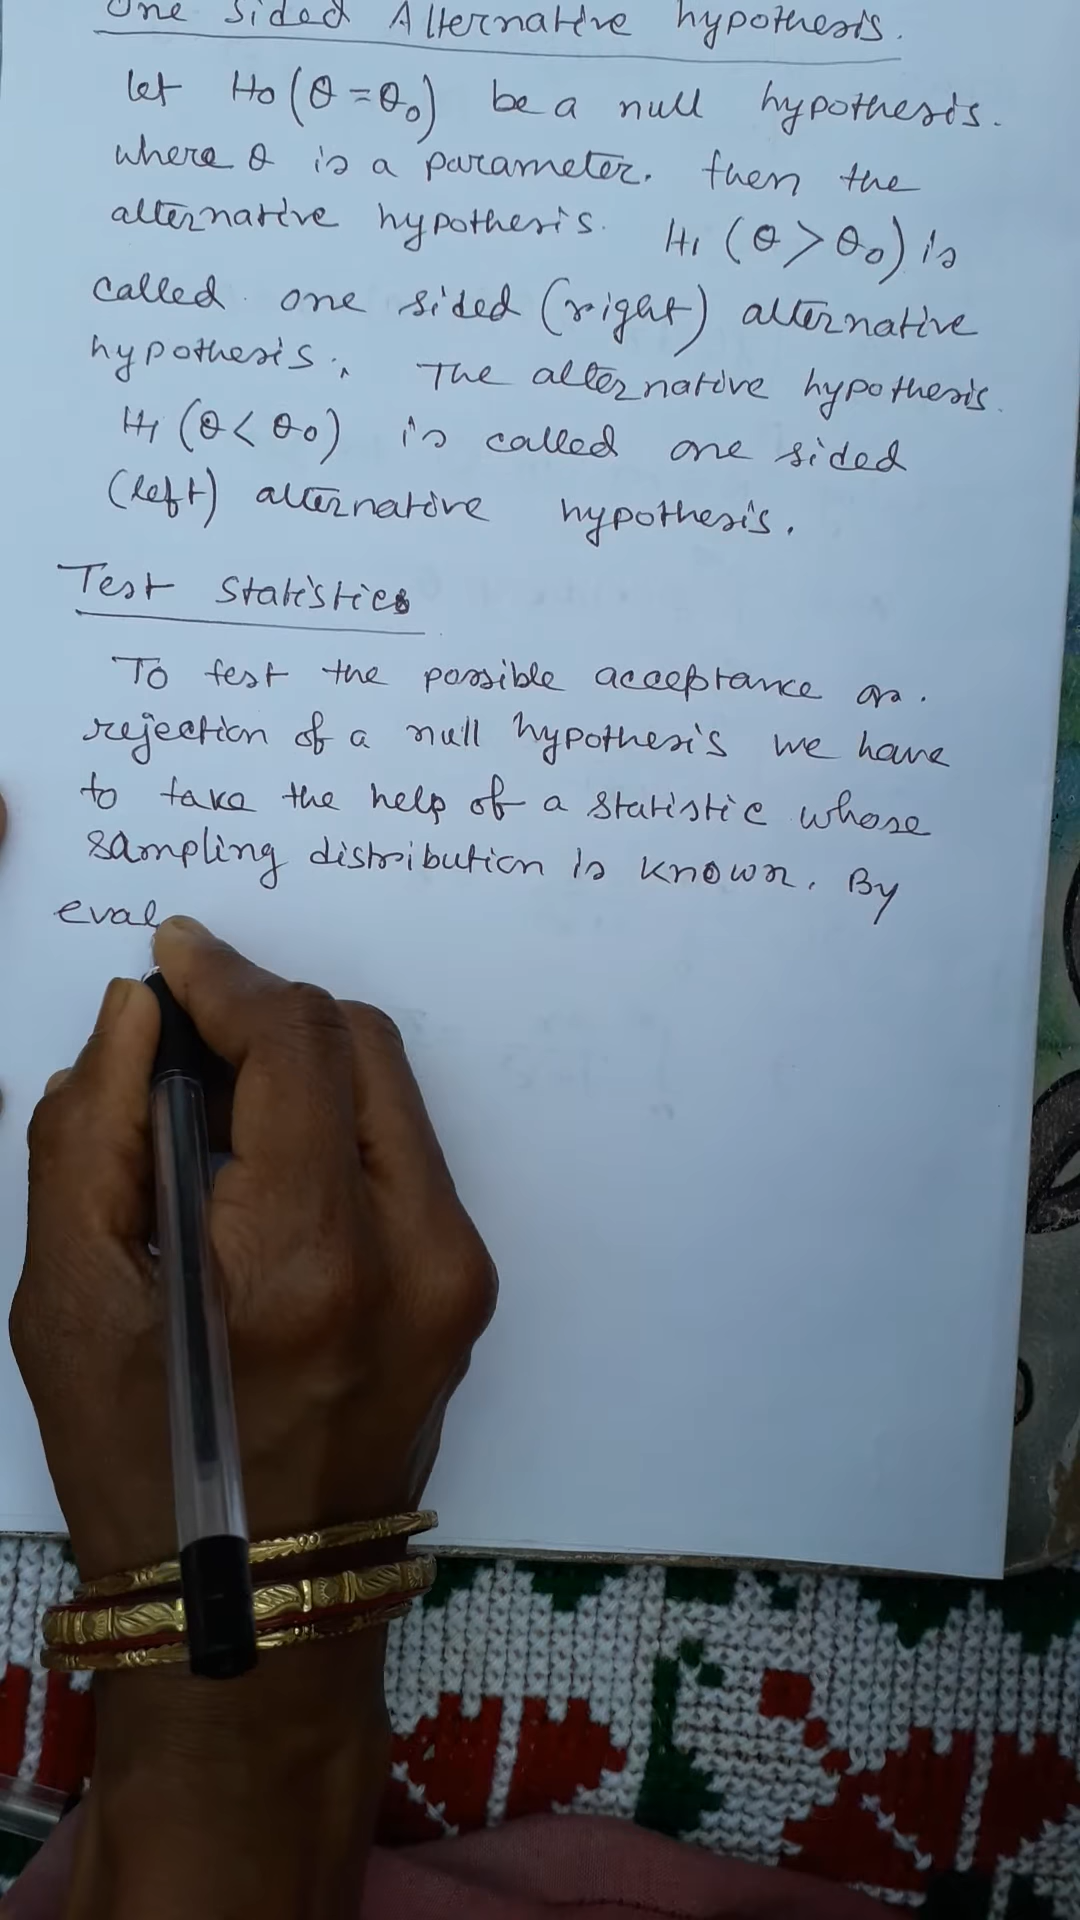 One Sided Alternative hypothesis.
let H0 (θ = θ0) be a null hypothesis.
where θ is a parameter. then the
alternative hypothesis. H1 (θ > θ0) is
called one sided (right) alternative
hypothesis. The alternative hypothesis.
H1 (θ < θ0) is called one sided
(left) alternative hypothesis.
Test Statistics
To test the possible acceptance or.
rejection of a null hypothesis we have
to take the help of a statistic whose
sampling distribution is known. By
eval